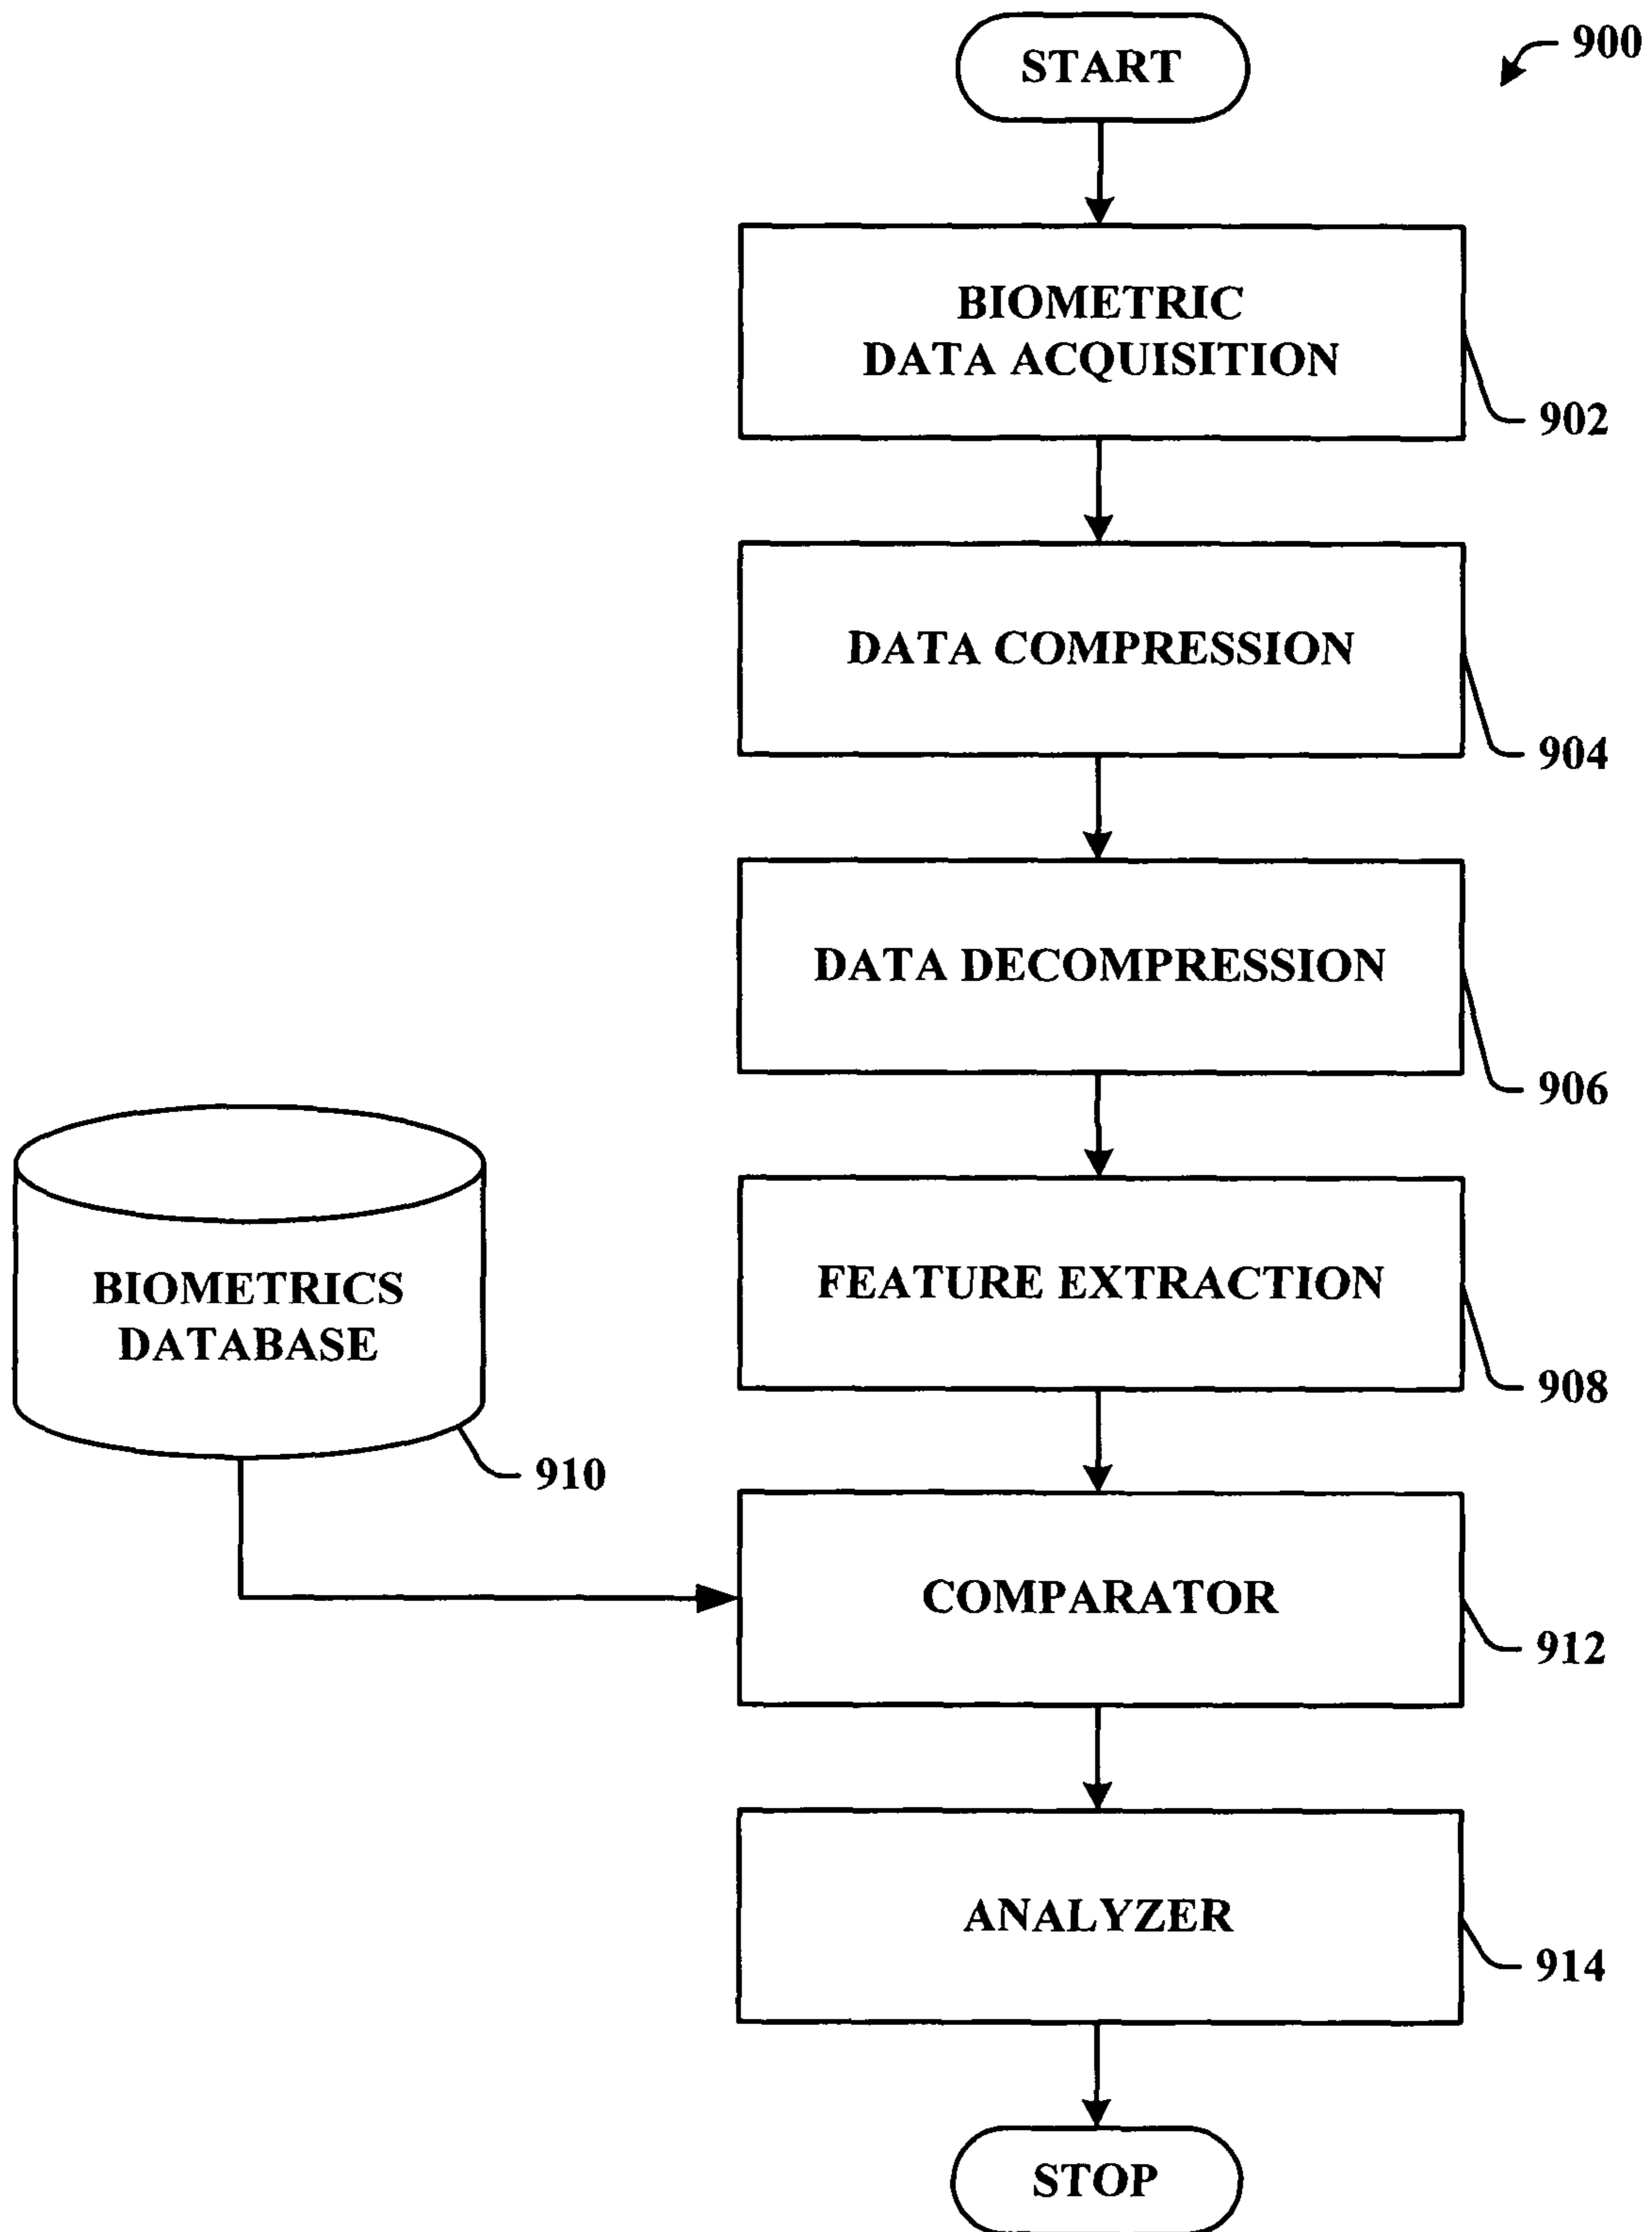 START
900
BIOMETRIC
DATA ACQUISITION
902
DATA COMPRESSION
904
DATA DECOMPRESSION
906
FEATURE EXTRACTION
908
BIOMETRICS
DATABASE
910
COMPARATOR
912
ANALYZER
914
STOP